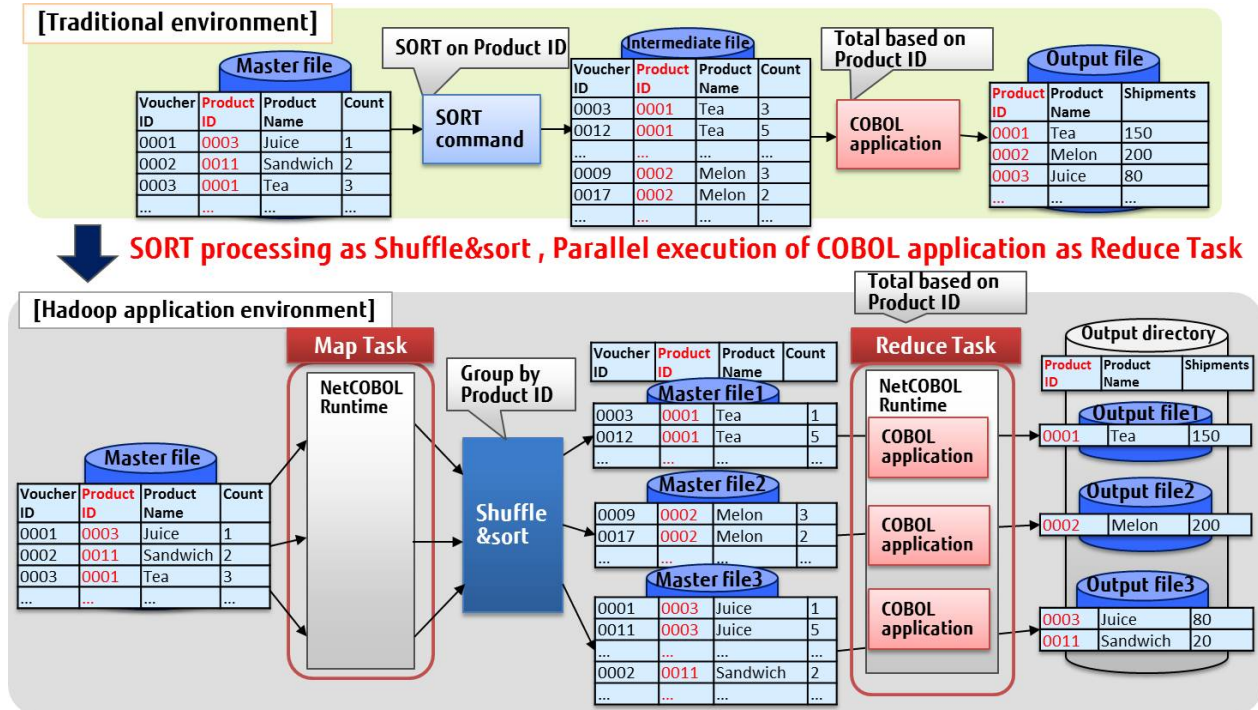 [Traditional environment]
SORT on Product ID
Total based on
Product ID
Master file
Voucher ID Product ID Product Name Count
0001 0003 Juice 1
0002 0011 Sandwich 2
0003 0001 Tea 3
... ... ... ...
SORT
command
Intermediate file
Voucher ID Product ID Product Name Count
0003 0001 Tea 3
0012 0001 Tea 5
... ... ... ...
0009 0002 Melon 3
0017 0002 Melon 2
... ... ... ...
COBOL
application
Output file
Product ID Product Name Shipments
0001 Tea 150
0002 Melon 200
0003 Juice 80
... ... ...
SORT processing as Shuffle&sort , Parallel execution of COBOL application as Reduce Task
[Hadoop application environment]
Total based on
Product ID
Master file
Voucher ID Product ID Product Name Count
0001 0003 Juice 1
0002 0011 Sandwich 2
0003 0001 Tea 3
... ... ... ...
Map Task
NetCOBOL
Runtime
Group by
Product ID
Shuffle
&sort
Voucher ID Product ID Product Name Count
Master file1
0003 0001 Tea 1
0012 0001 Tea 5
... ... ... ...
Master file2
0009 0002 Melon 3
0017 0002 Melon 2
... ... ... ...
Master file3
0001 0003 Juice 1
0011 0003 Juice 5
... ... ... ...
0002 0011 Sandwich 2
... ... ... ...
Reduce Task
NetCOBOL
Runtime
COBOL
application
COBOL
application
COBOL
application
Output directory
Product ID Product Name Shipments
Output file1
0001 Tea 150
Output file2
0002 Melon 200
Output file3
0003 Juice 80
0011 Sandwich 20